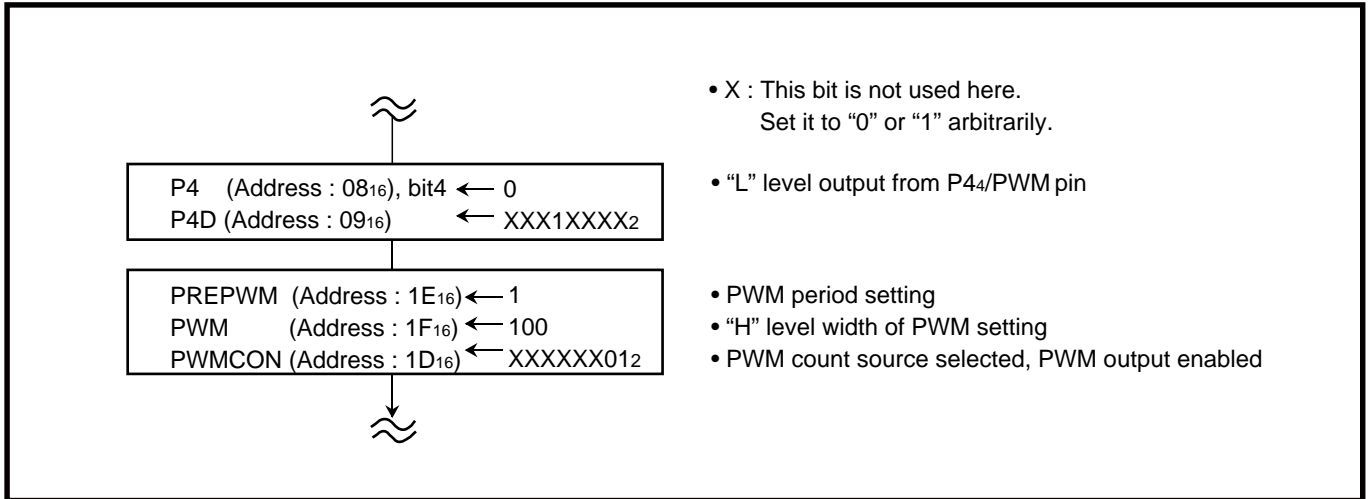 • X : This bit is not used here.
Set it to “0” or “1” arbitrarily.
P4 (Address : 08₁₆), bit4 ← 0
• “L” level output from P4₄/PWM pin
P4D (Address : 09₁₆) ← XXX1XXXX₂
PREPWM (Address : 1E₁₆) ← 1
• PWM period setting
PWM (Address : 1F₁₆) ← 100
• “H” level width of PWM setting
PWMCON (Address : 1D₁₆) ← XXXXXX01₂
• PWM count source selected, PWM output enabled